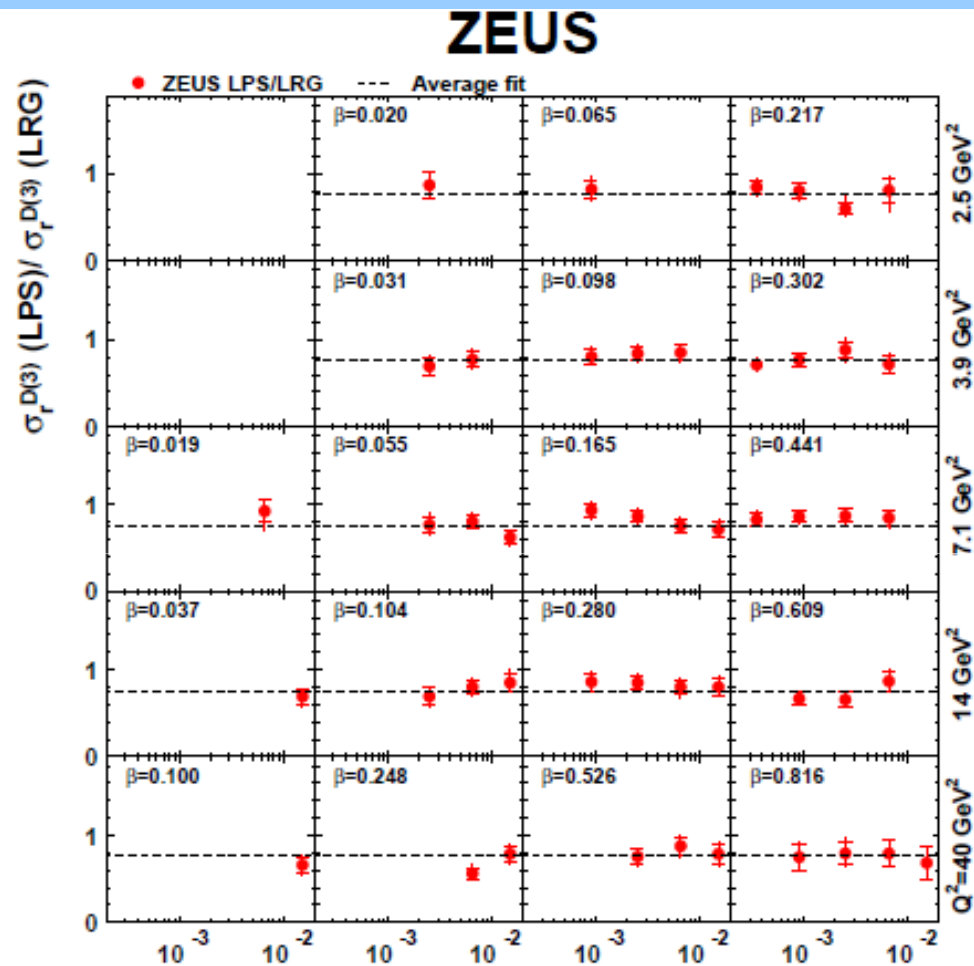 ZEUS
ZEUS LPS/LRG Average fit
σ_r^D(3) (LPS)/ σ_r^D(3) (LRG)
β=0.020 β=0.065 β=0.217
1
0
2.5 GeV²
β=0.031 β=0.098 β=0.302
1
0
3.9 GeV²
β=0.019 β=0.055 β=0.165 β=0.441
1
0
7.1 GeV²
β=0.037 β=0.104 β=0.280 β=0.609
1
0
14 GeV²
β=0.100 β=0.248 β=0.526 β=0.816
1
0
Q²=40 GeV²
10⁻³ 10⁻² 10⁻³ 10⁻² 10⁻³ 10⁻² 10⁻³ 10⁻²